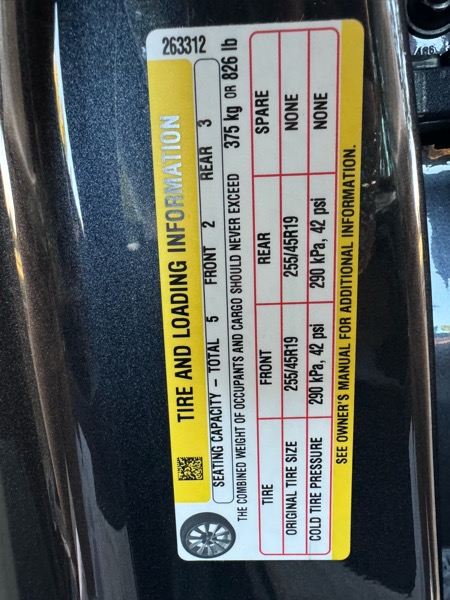 263312
TIRE AND LOADING INFORMATION
SEATING CAPACITY – TOTAL 5 FRONT 2 REAR 3
THE COMBINED WEIGHT OF OCCUPANTS AND CARGO SHOULD NEVER EXCEED 375 kg OR 826 lb
TIRE FRONT REAR SPARE
ORIGINAL TIRE SIZE 255/45R19 255/45R19 NONE
COLD TIRE PRESSURE 290 kPa, 42 psi 290 kPa, 42 psi NONE
SEE OWNER'S MANUAL FOR ADDITIONAL INFORMATION.